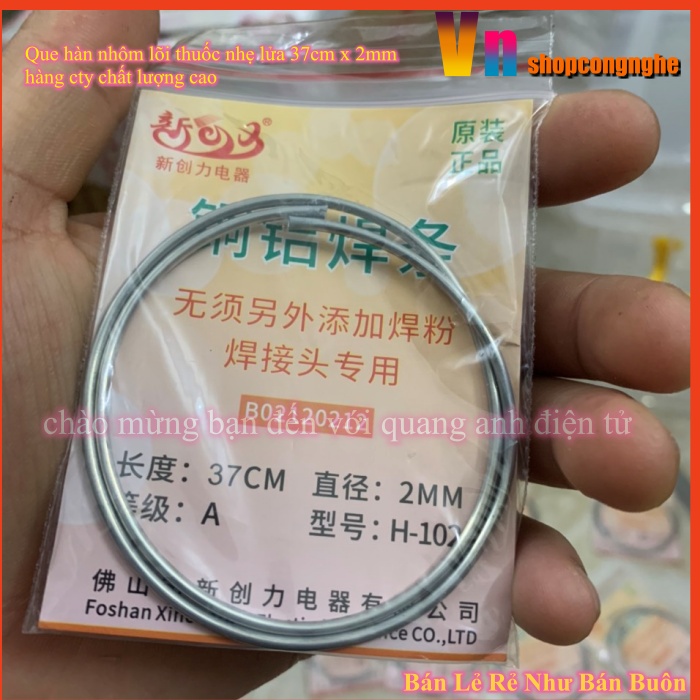 Que hàn nhôm lõi thuốc nhẹ lửa 37cm x 2mm
hàng cty chất lượng cao
Vn shopcongnghe
新创力®
新创力电器
原装
正品
铝焊条
无须另外添加焊粉
焊接头专用
chào mừng bạn đến với quang anh điện tử
长度：37CM 直径：2MM
等级：A 型号：H-102
佛山 新创力电器有 公司
Foshan CO.,LTD
Bán Lẻ Rẻ Như Bán Buôn